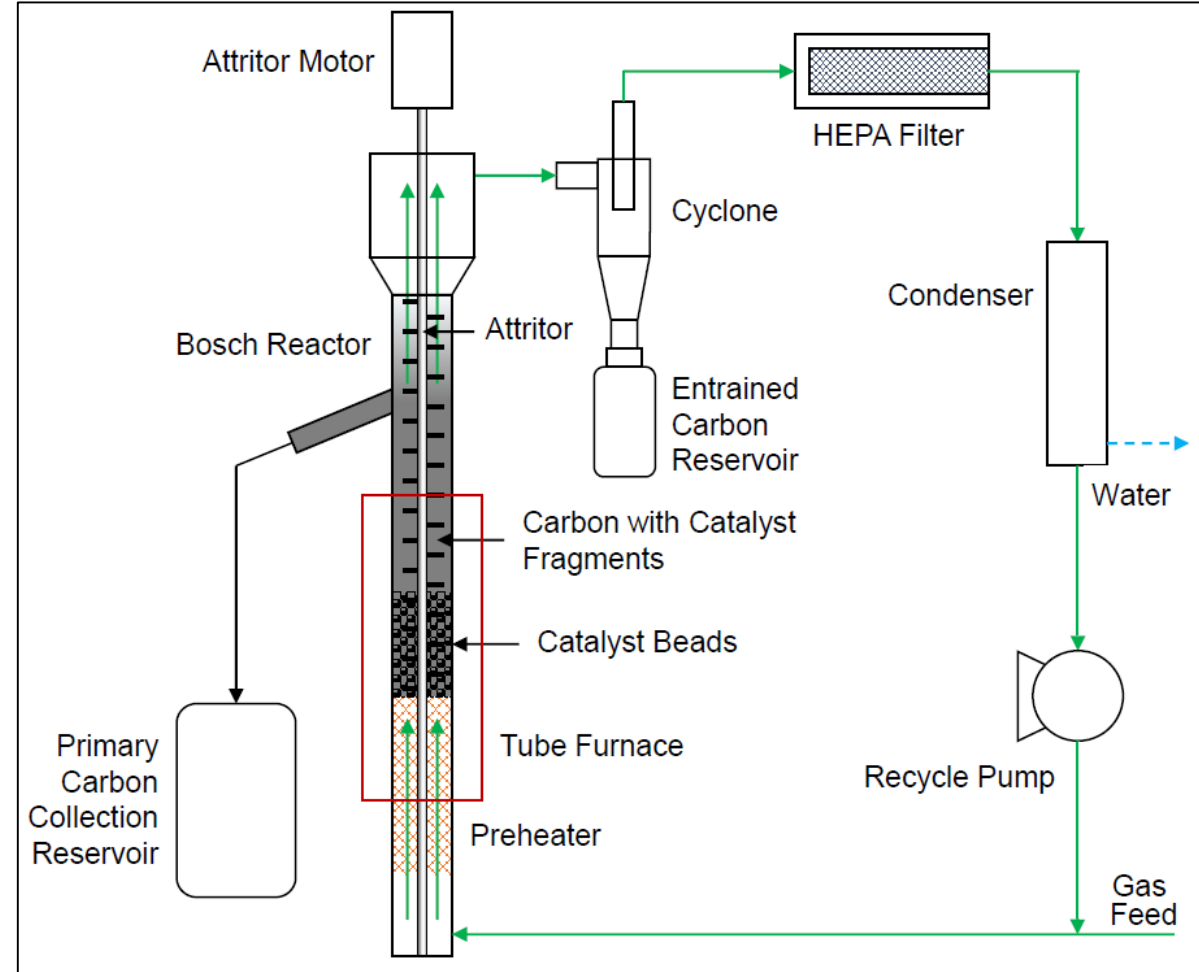 Attritor Motor
HEPA Filter
Cyclone
Condenser
Bosch Reactor
Attritor
Entrained
Carbon
Reservoir
Water
Carbon with Catalyst
Fragments
Catalyst Beads
Primary
Carbon
Collection
Reservoir
Tube Furnace
Recycle Pump
Preheater
Gas
Feed